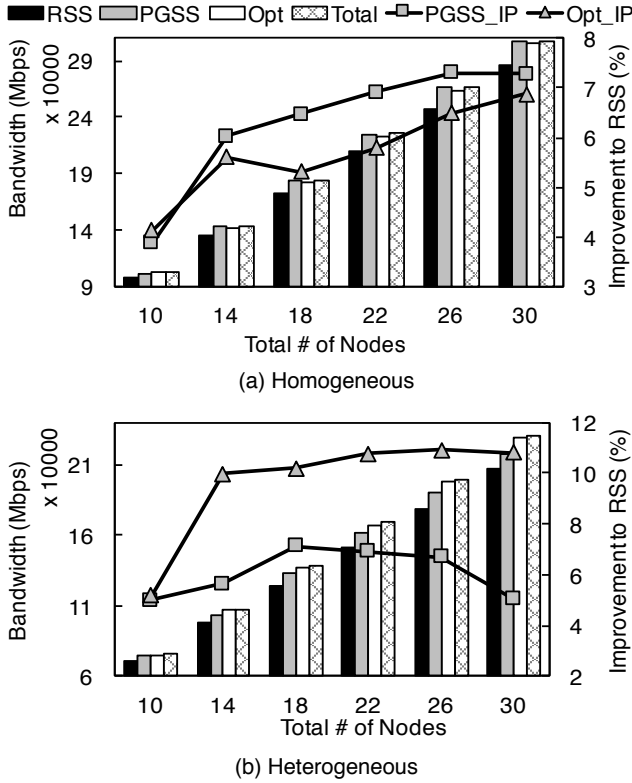 RSS PGSS Opt Total PGSS_IP Opt_IP
Bandwidth (Mbps)
x 10000
29
24
19
14
9
8
7
6
5
4
3
Improvement to RSS (%)
10 14 18 22 26 30
Total # of Nodes
(a) Homogeneous
Bandwidth (Mbps)
x 10000
21
16
11
6
12
10
8
6
4
2
Improvement to RSS (%)
10 14 18 22 26 30
Total # of Nodes
(b) Heterogeneous